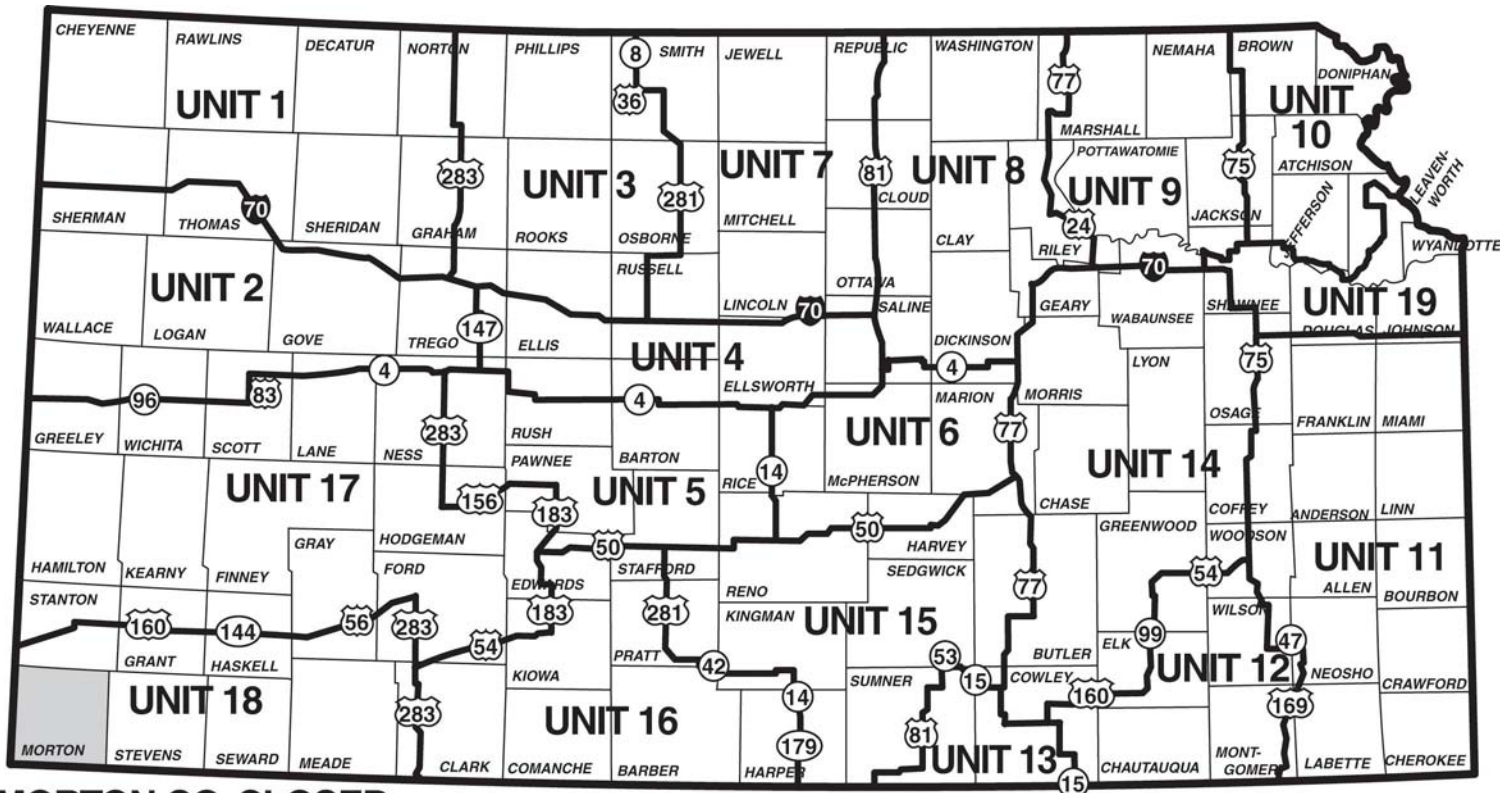 CHEYENNE
RAWLINS
DECATUR
NORTON
PHILLIPS
8
SMITH
JEWELL
REPUBLIC
WASHINGTON
NEMAHA
BROWN
DONIPHAN
77
36
UNIT 1
UNIT
10
MARSHALL
POTTAWATOMIE
ATCHISON
LEAVEN-
WORTH
283
UNIT 3
281
UNIT 7
81
UNIT 8
UNIT 9
75
JACKSON
JEFFERSON
CLOUD
SHERMAN
THOMAS
70
SHERIDAN
GRAHAM
ROOKS
OSBORNE
MITCHELL
CLAY
24
RILEY
WYANDOTTE
RUSSELL
70
UNIT 2
OTTAWA
LINCOLN
70
SALINE
GEARY
WABAUNSEE
SHAWNEE
UNIT 19
DOUGLAS
JOHNSON
WALLACE
LOGAN
GOVE
TREGO
147
ELLIS
UNIT 4
DICKINSON
LYON
75
4
83
96
4
ELLSWORTH
4
MARION
MORRIS
GREELEY
WICHITA
SCOTT
LANE
NESS
283
RUSH
PAWNEE
BARTON
RICE
14
McPHERSON
UNIT 6
77
OSAGE
FRANKLIN
MIAMI
UNIT 17
156
183
UNIT 5
UNIT 14
CHASE
COFFEY
ANDERSON
LINN
50
50
HARVEY
GREENWOOD
WOODSON
GRAY
HODGEMAN
HAMILTON
KEARNY
FINNEY
FORD
EDWARDS
STAFFORD
RENO
SEDGWICK
54
UNIT 11
ALLEN
BOURBON
STANTON
160
144
56
283
54
183
281
KINGMAN
UNIT 15
77
WILSON
99
ELK
47
GRANT
HASKELL
KIOWA
PRATT
42
53
15
BUTLER
COWLEY
UNIT 12
NEOSHO
CRAWFORD
UNIT 18
283
UNIT 16
14
SUMNER
160
169
MORTON
STEVENS
SEWARD
MEADE
CLARK
COMANCHE
BARBER
HARPER
179
81
UNIT 13
15
CHAUTAUQUA
MONT-
GOMERY
LABETTE
CHEROKEE